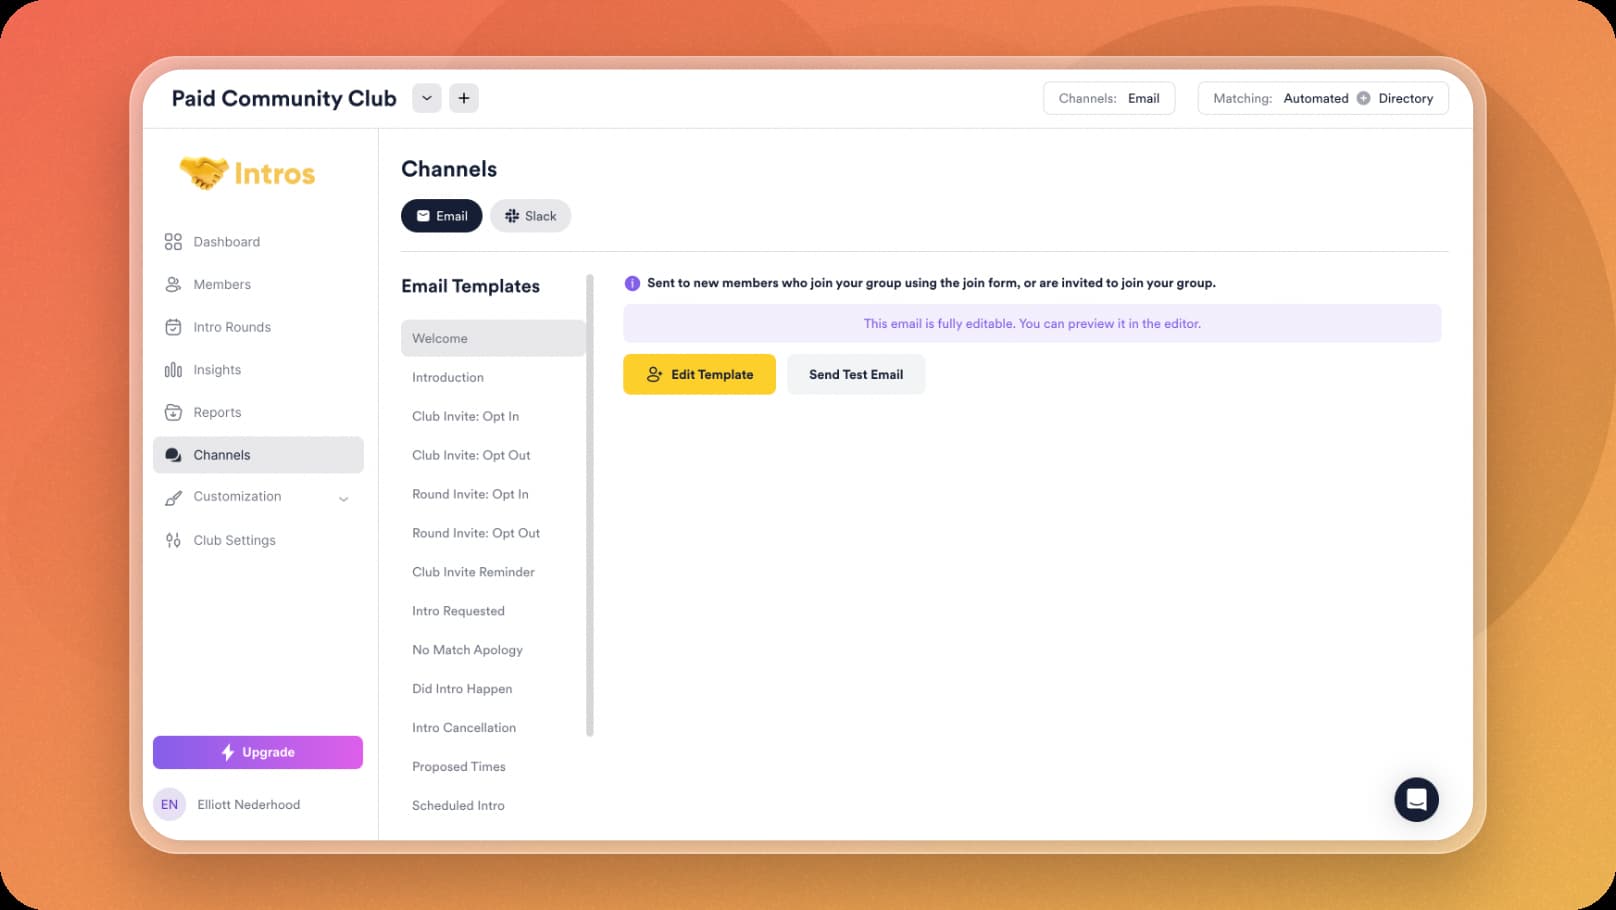 Paid Community Club
Channels: Email
Matching: Automated Directory
Intros
Dashboard
Members
Intro Rounds
Insights
Reports
Channels
Customization
Club Settings
Upgrade
EN Elliott Nederhood
Channels
Email Slack
Email Templates
Welcome
Introduction
Club Invite: Opt In
Club Invite: Opt Out
Round Invite: Opt In
Round Invite: Opt Out
Club Invite Reminder
Intro Requested
No Match Apology
Did Intro Happen
Intro Cancellation
Proposed Times
Scheduled Intro
Sent to new members who join your group using the join form, or are invited to join your group.
This email is fully editable. You can preview it in the editor.
Edit Template Send Test Email